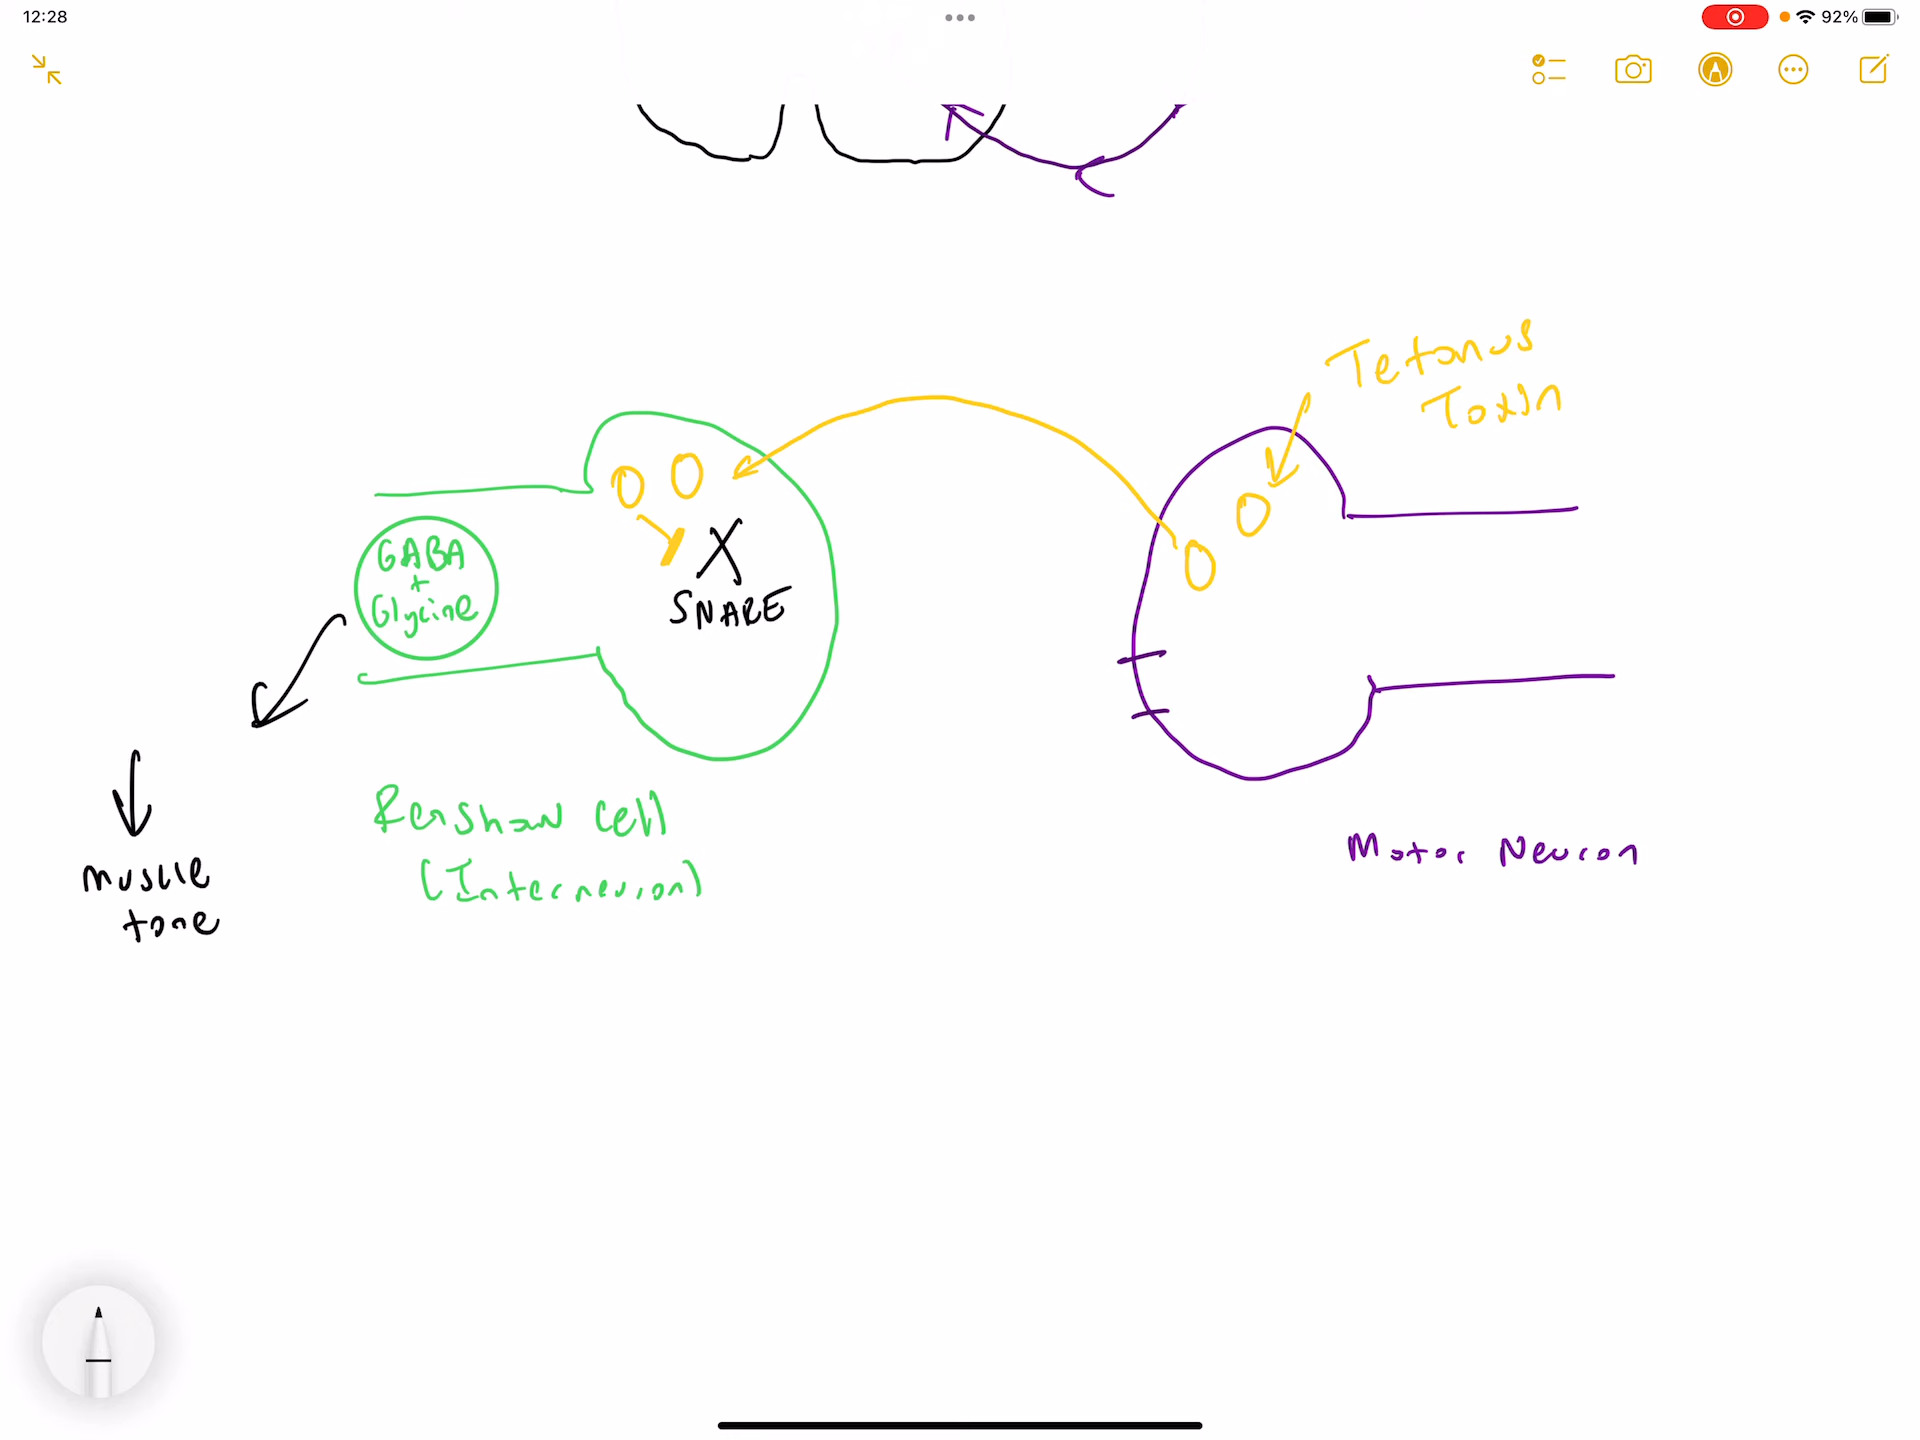 12:28
92%
Tetanus
Toxin
GABA
+
Glycine
X
SNARE
Renshaw Cell
(Interneuron)
muscle
tone
Motor Neuron